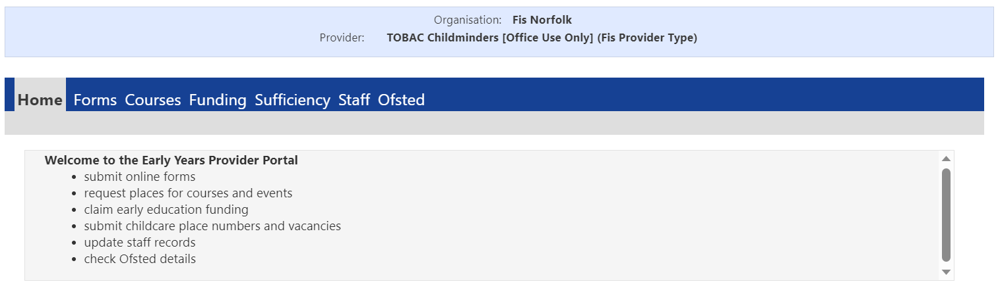 Organisation: Fis Norfolk
Provider: TOBAC Childminders [Office Use Only] (Fis Provider Type)
Home Forms Courses Funding Sufficiency Staff Ofsted
Welcome to the Early Years Provider Portal
• submit online forms
• request places for courses and events
• claim early education funding
• submit childcare place numbers and vacancies
• update staff records
• check Ofsted details